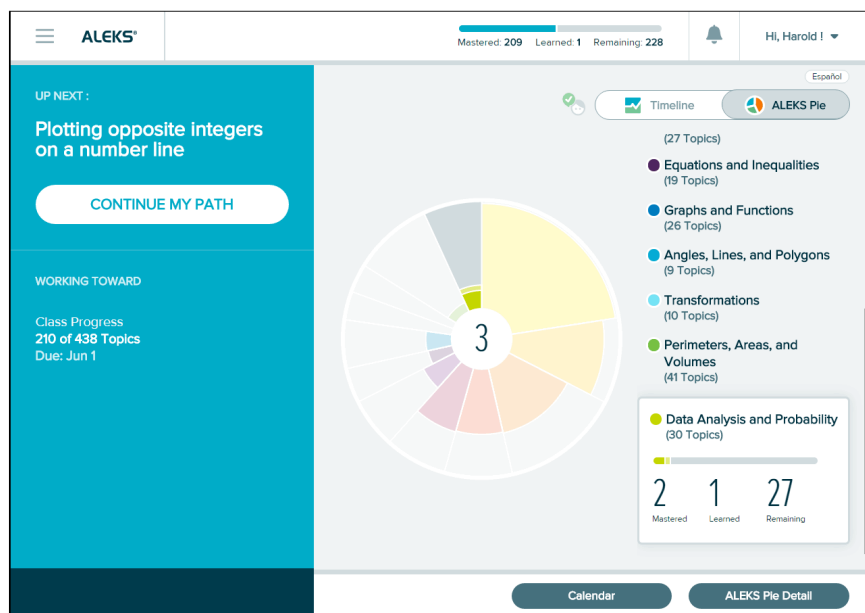 ALEKS®
Mastered: 209 Learned: 1 Remaining: 228
Hi, Harold !
Español
UP NEXT :
Plotting opposite integers
on a number line
CONTINUE MY PATH
WORKING TOWARD
Class Progress
210 of 438 Topics
Due: Jun 1
Timeline
ALEKS Pie
3
(27 Topics)
Equations and Inequalities
(19 Topics)
Graphs and Functions
(26 Topics)
Angles, Lines, and Polygons
(9 Topics)
Transformations
(10 Topics)
Perimeters, Areas, and
Volumes
(41 Topics)
Data Analysis and Probability
(30 Topics)
2 1 27
Mastered Learned Remaining
Calendar
ALEKS Pie Detail